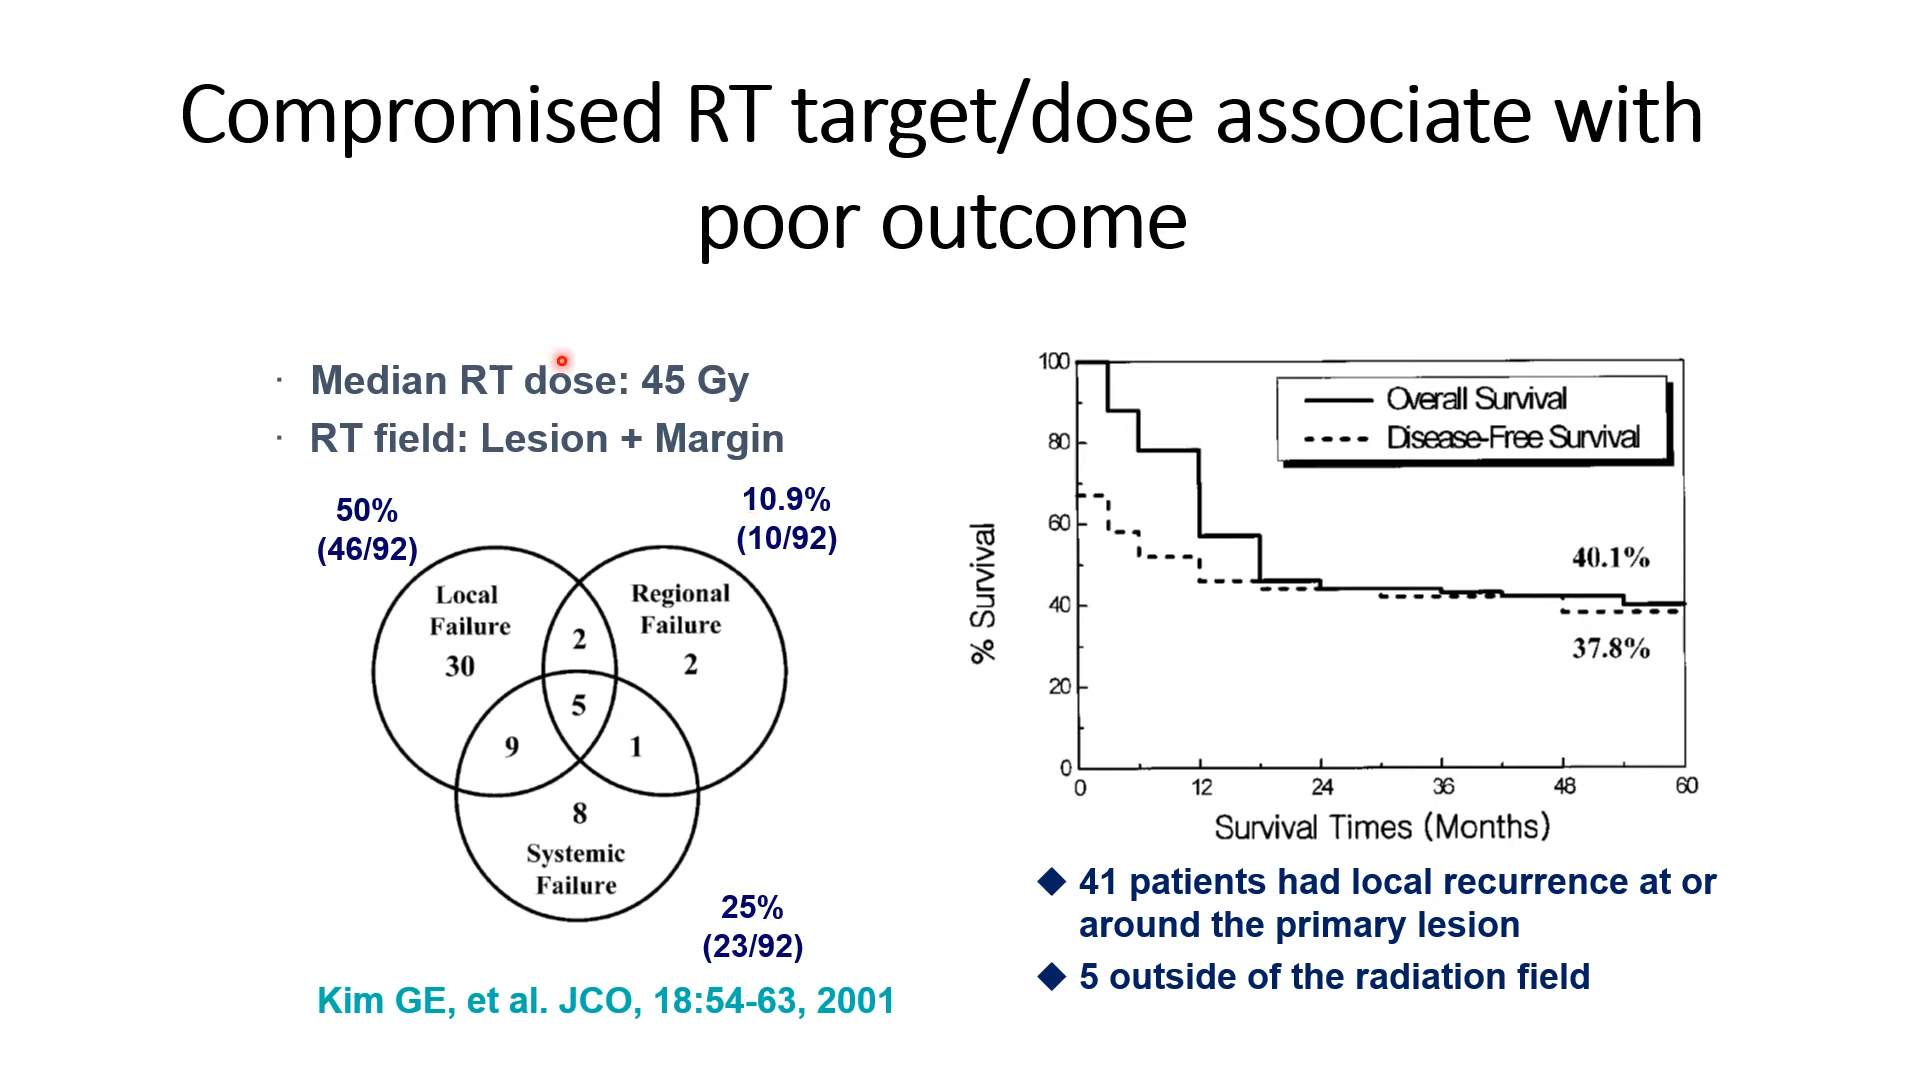 Compromised RT target/dose associate with
poor outcome
· Median RT dose: 45 Gy
· RT field: Lesion + Margin
50%
(46/92)
10.9%
(10/92)
Local
Failure
30
Regional
Failure
2
2
5
9
1
8
Systemic
Failure
25%
(23/92)
Kim GE, et al. JCO, 18:54-63, 2001
100
80
60
40
20
0
% Survival
Overall Survival
Disease-Free Survival
40.1%
37.8%
0 12 24 36 48 60
Survival Times (Months)
◆ 41 patients had local recurrence at or
around the primary lesion
◆ 5 outside of the radiation field